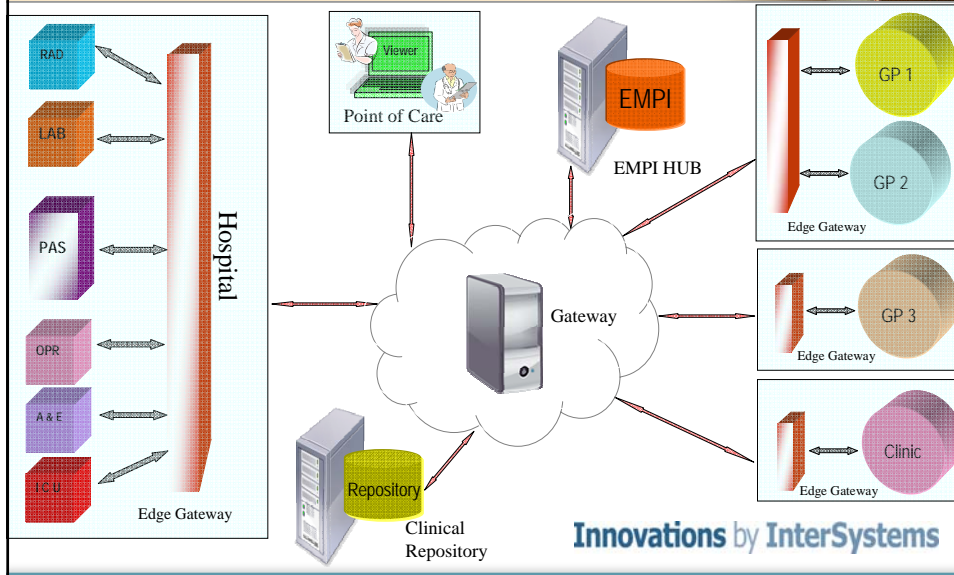 RAD
LAB
PAS
OPR
A & E
I C U
Hospital
Edge Gateway
Viewer
Point of Care
EMPI
EMPI HUB
Gateway
Repository
Clinical
Repository
GP 1
GP 2
Edge Gateway
GP 3
Edge Gateway
Clinic
Edge Gateway
Innovations by InterSystems